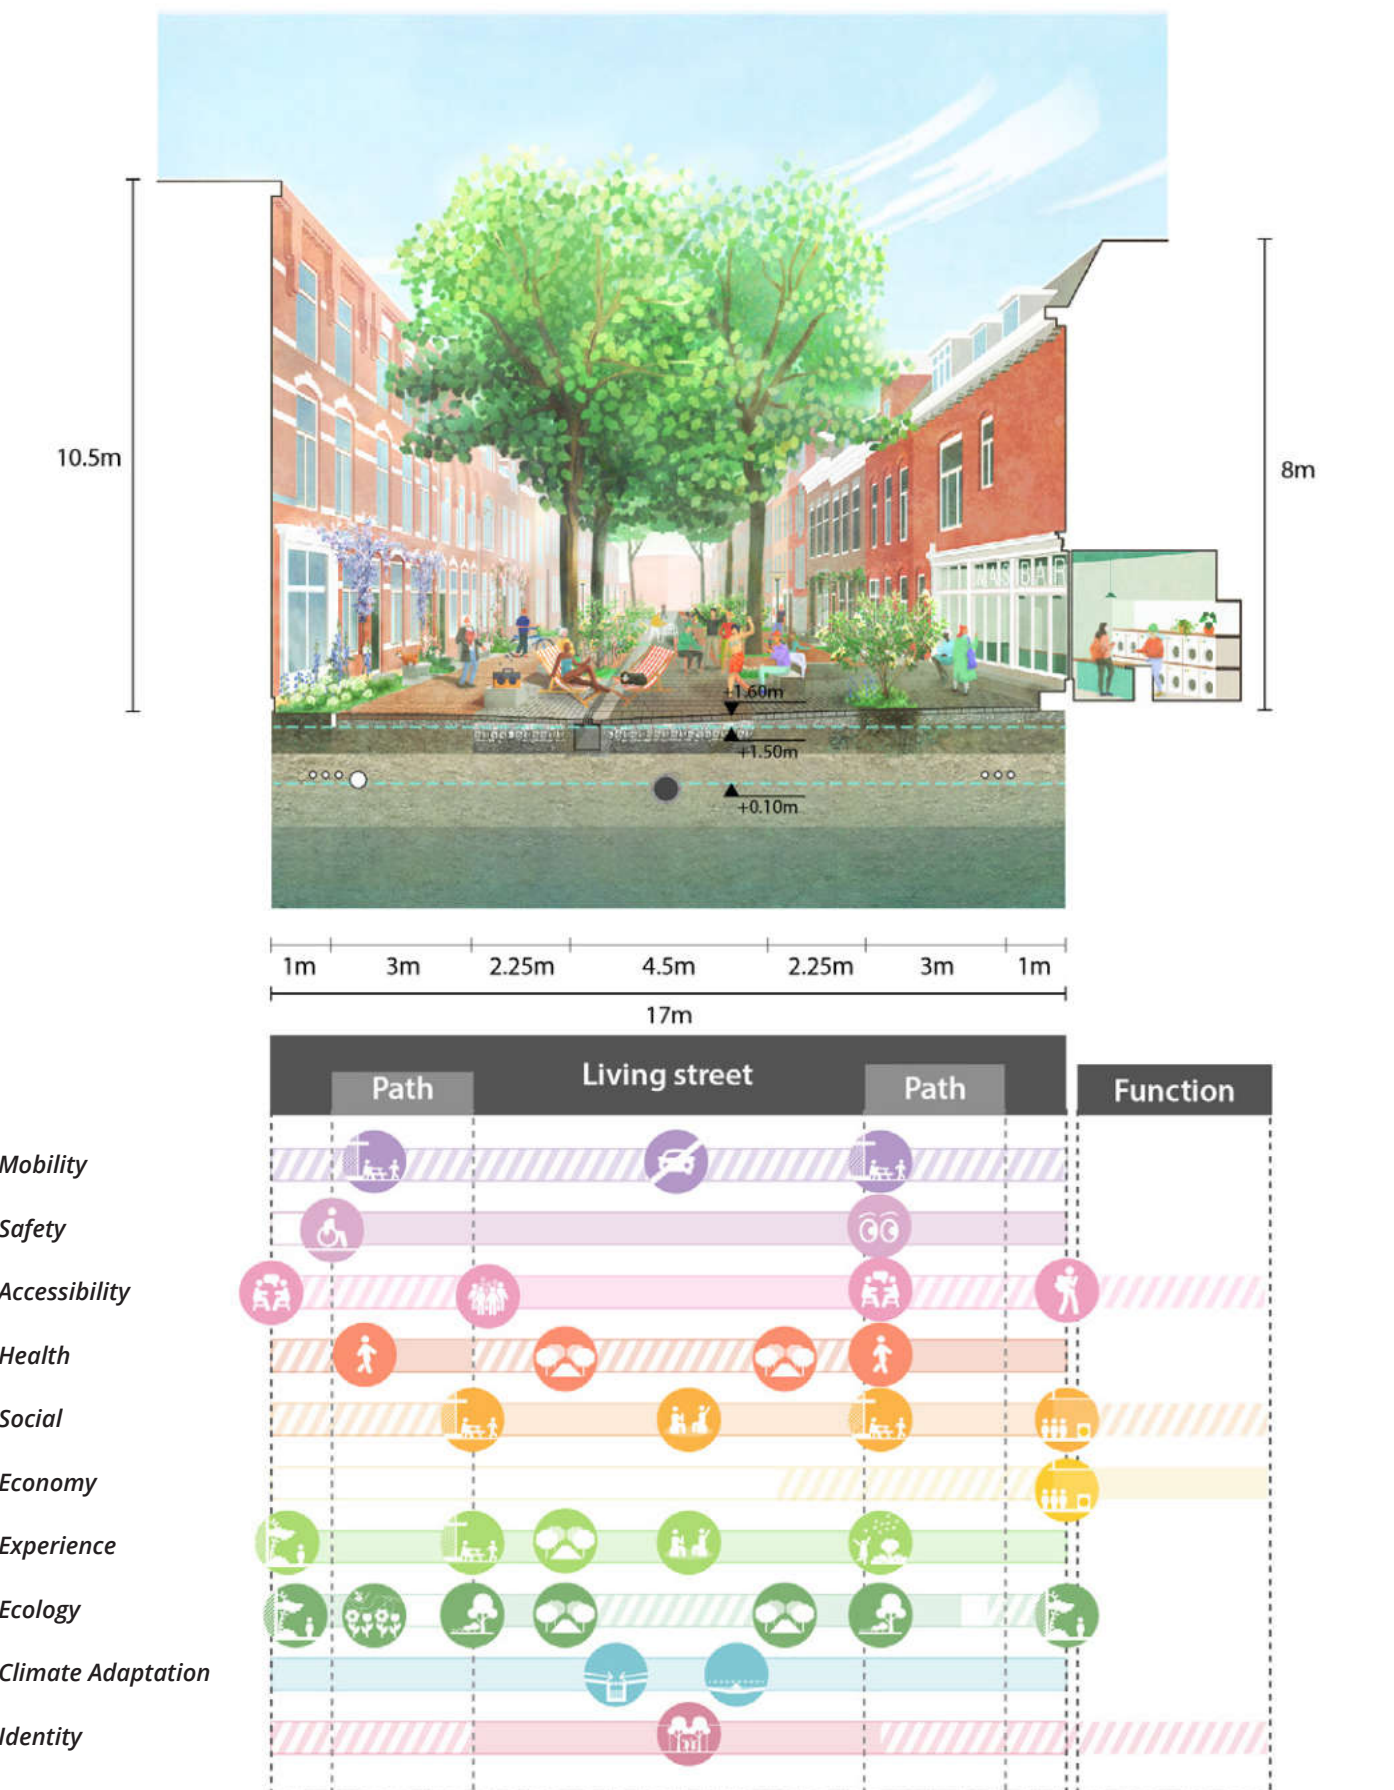 10.5m
8m
WASBAR
+1.60m
+1.50m
+0.10m
1m 3m 2.25m 4.5m 2.25m 3m 1m
17m
Living street
Path Path Function
Mobility
Safety
Accessibility
Health
Social
Economy
Experience
Ecology
Climate Adaptation
Identity